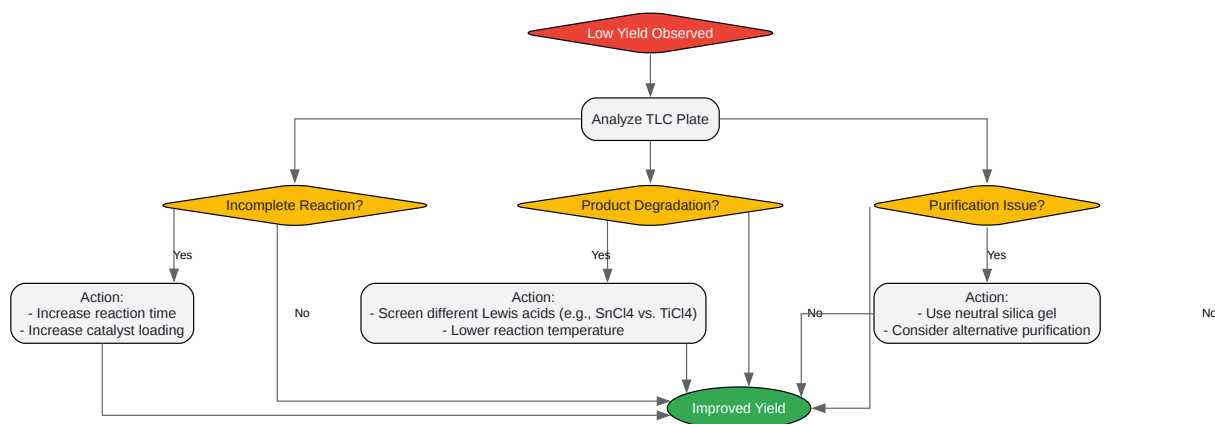 Low Yield Observed
Analyze TLC Plate
Incomplete Reaction?
Product Degradation?
Purification Issue?
Yes
Yes
Yes
Action:
- Increase reaction time
- Increase catalyst loading
No
Action:
- Screen different Lewis acids (e.g., SnCl4 vs. TiCl4)
- Lower reaction temperature
No
Action:
- Use neutral silica gel
- Consider alternative purification
No
Improved Yield